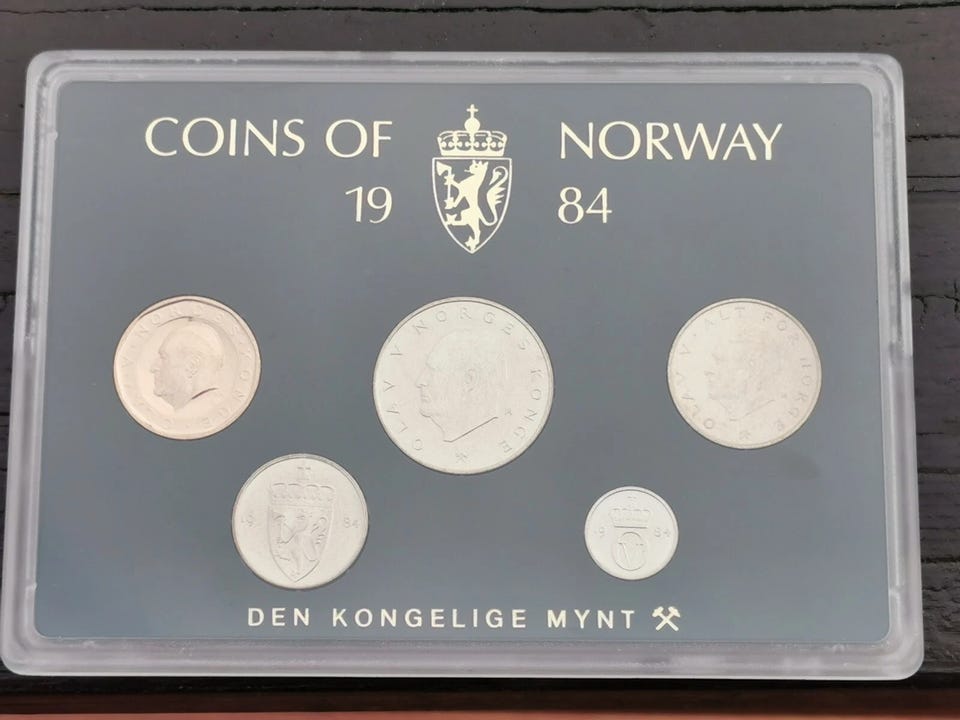 COINS OF NORWAY
19 84
OLAV V NORGES KONGE
OLAV V · ALT FOR NORGE
19 84
19 84
DEN KONGELIGE MYNT